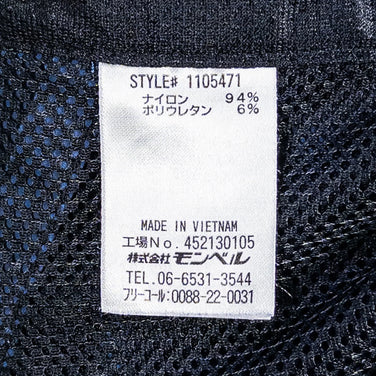 STYLE# 1105471
ナイロン 94%
ポリウレタン 6%
MADE IN VIETNAM
工場No. 452130105
株式会社 モンベル
TEL. 06-6531-3544
フリーコール:0088-22-0031